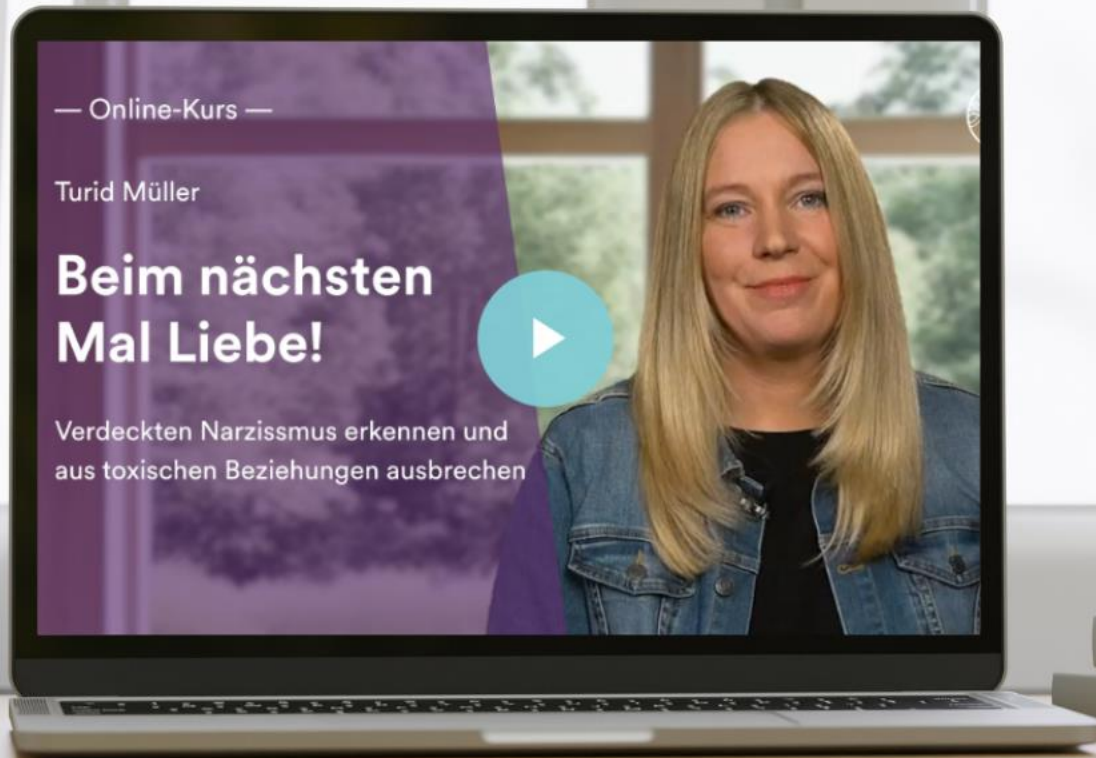 — Online-Kurs —
Turid Müller
Beim nächsten
Mal Liebe!
Verdeckten Narzissmus erkennen und
aus toxischen Beziehungen ausbrechen